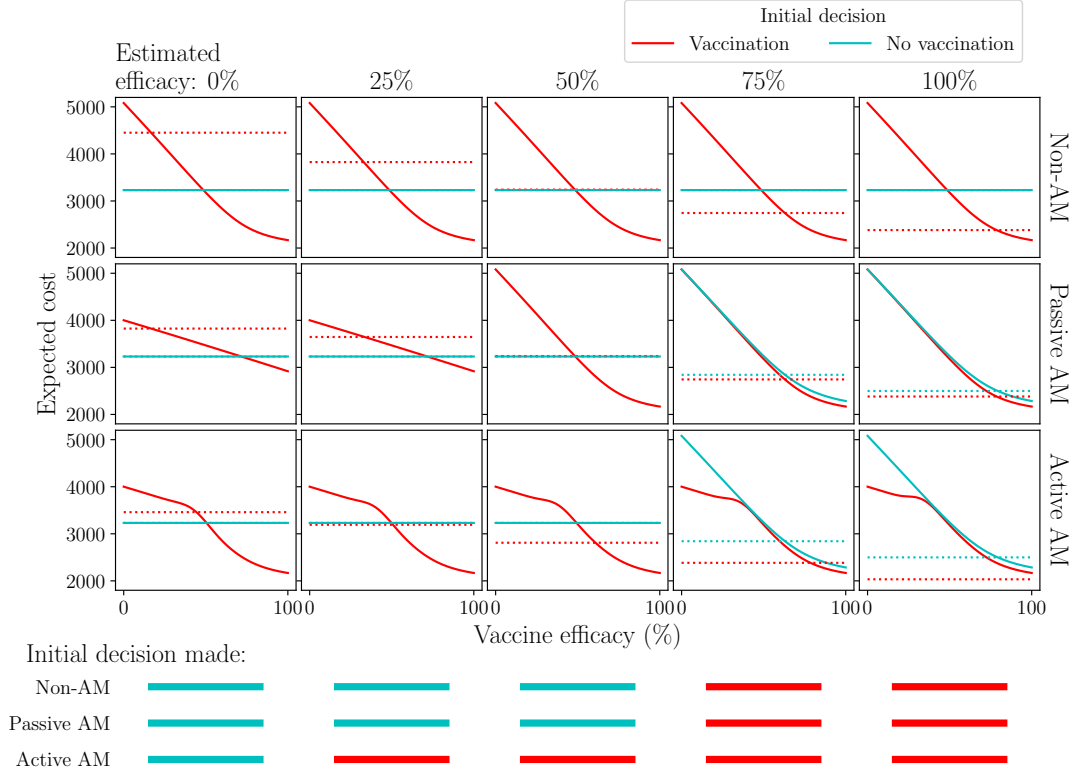 Initial decision
Vaccination No vaccination
Estimated
efficacy: 0% 25% 50% 75% 100%
5000
4000
3000
2000
Non-AM
5000
4000
3000
2000
Passive AM
Expected cost
5000
4000
3000
2000
Active AM
0 100 0 100 0 100 0 100 0 100
Vaccine efficacy (%)
Initial decision made:
Non-AM
Passive AM
Active AM